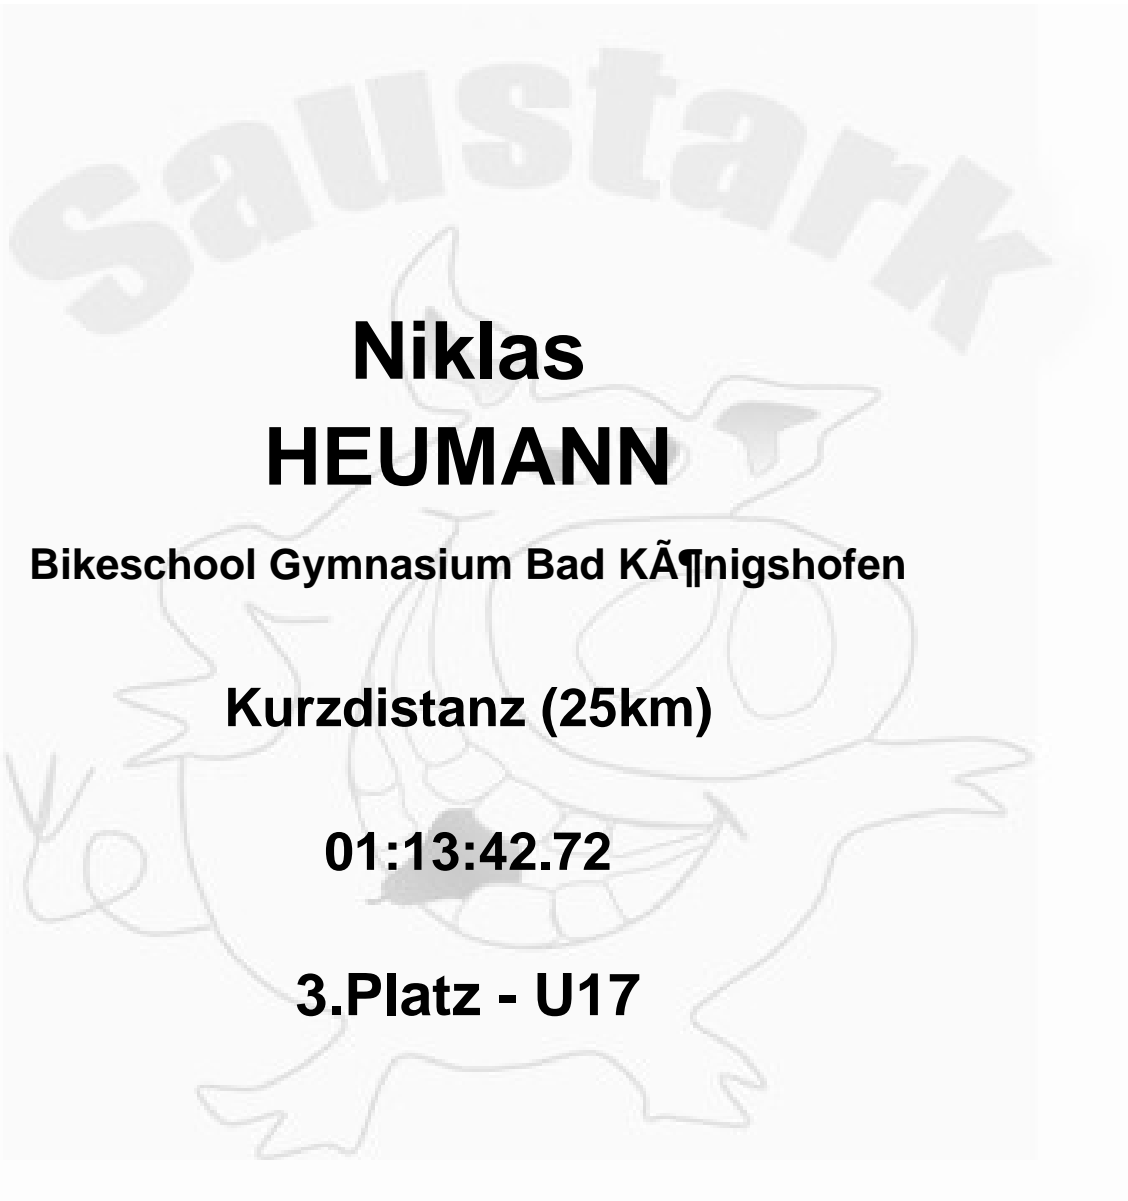 Saustark
Niklas
HEUMANN
Bikeschool Gymnasium Bad KÃ¶nigshofen
Kurzdistanz (25km)
01:13:42.72
3.Platz - U17